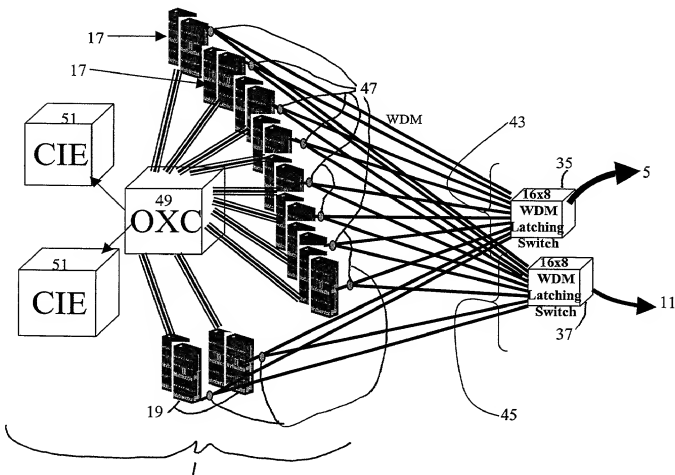 17
17
47
WDM
43
35
5
51
CIE
49
OXC
16x8
WDM
Latching
Switch
51
CIE
16x8
WDM
Latching
Switch
11
37
19
45